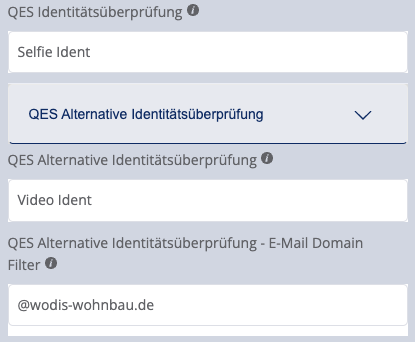 QES Identitätsüberprüfung
Selfie Ident
QES Alternative Identitätsüberprüfung
QES Alternative Identitätsüberprüfung
Video Ident
QES Alternative Identitätsüberprüfung - E-Mail Domain
Filter
@wodis-wohnbau.de